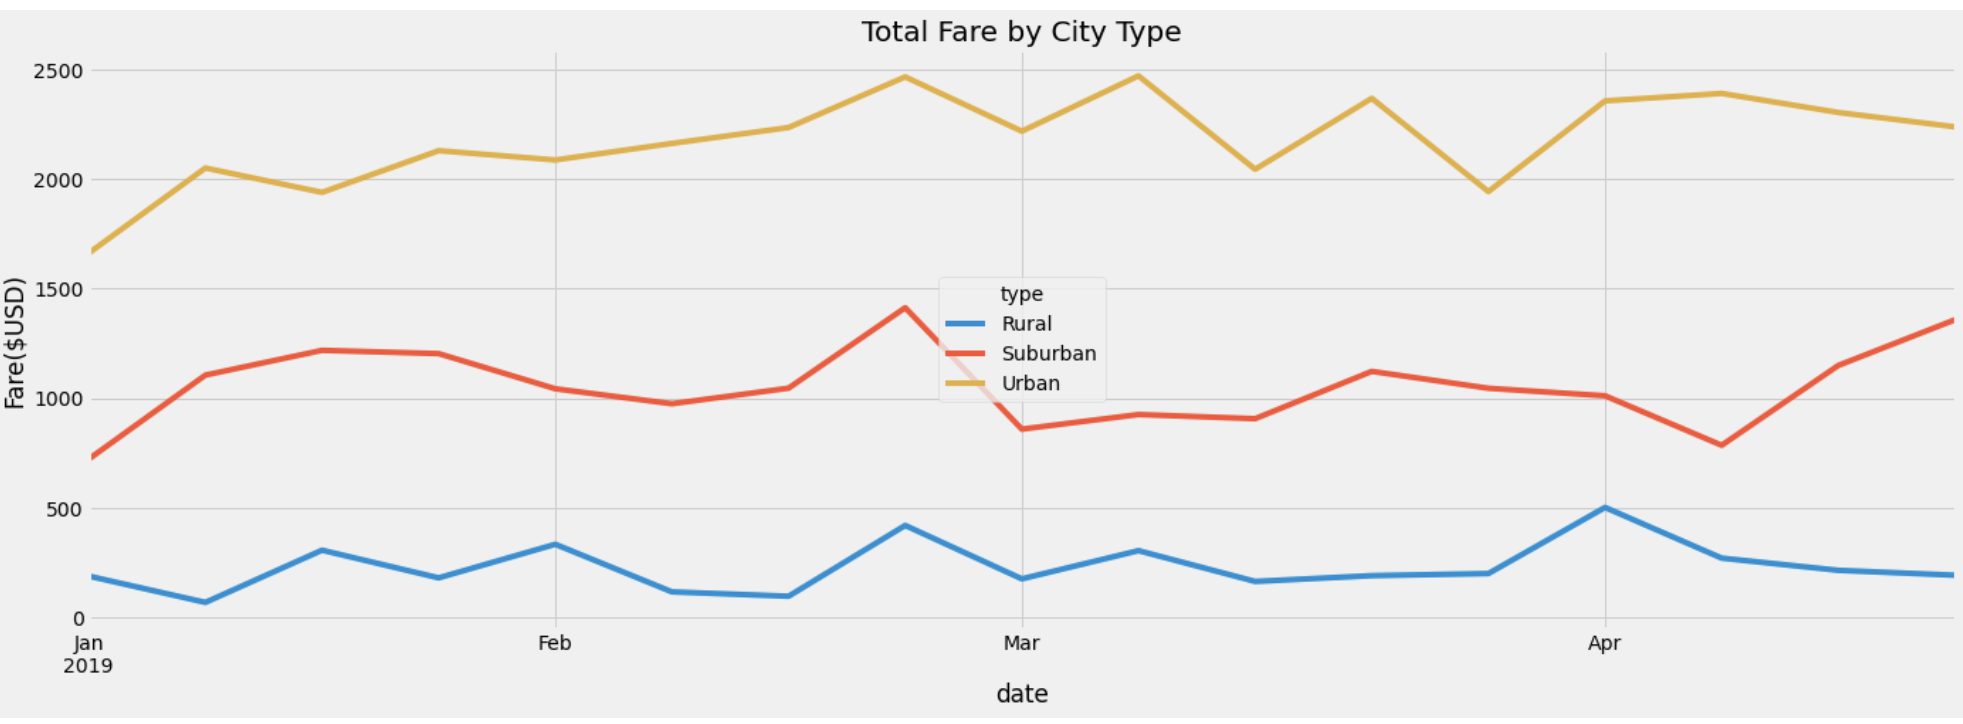 Total Fare by City Type
2500
2000
1500
1000
500
0
Fare($USD)
type
Rural
Suburban
Urban
Jan
2019
Feb
Mar
Apr
date